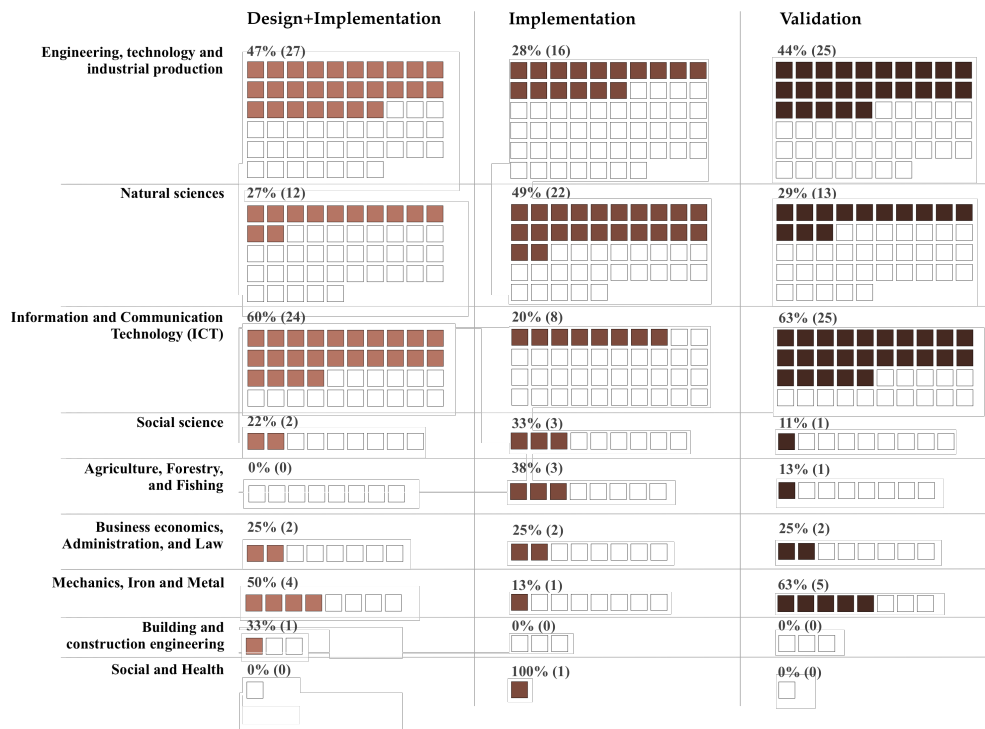 Design+Implementation
Implementation
Validation
Engineering, technology and
industrial production
47% (27)
28% (16)
44% (25)
Natural sciences
27% (12)
49% (22)
29% (13)
Information and Communication
Technology (ICT)
60% (24)
20% (8)
63% (25)
Social science
22% (2)
33% (3)
11% (1)
Agriculture, Forestry,
and Fishing
0% (0)
38% (3)
13% (1)
Business economics,
Administration, and Law
25% (2)
25% (2)
25% (2)
Mechanics, Iron and Metal
50% (4)
13% (1)
63% (5)
Building and
construction engineering
33% (1)
0% (0)
0% (0)
Social and Health
0% (0)
100% (1)
0% (0)